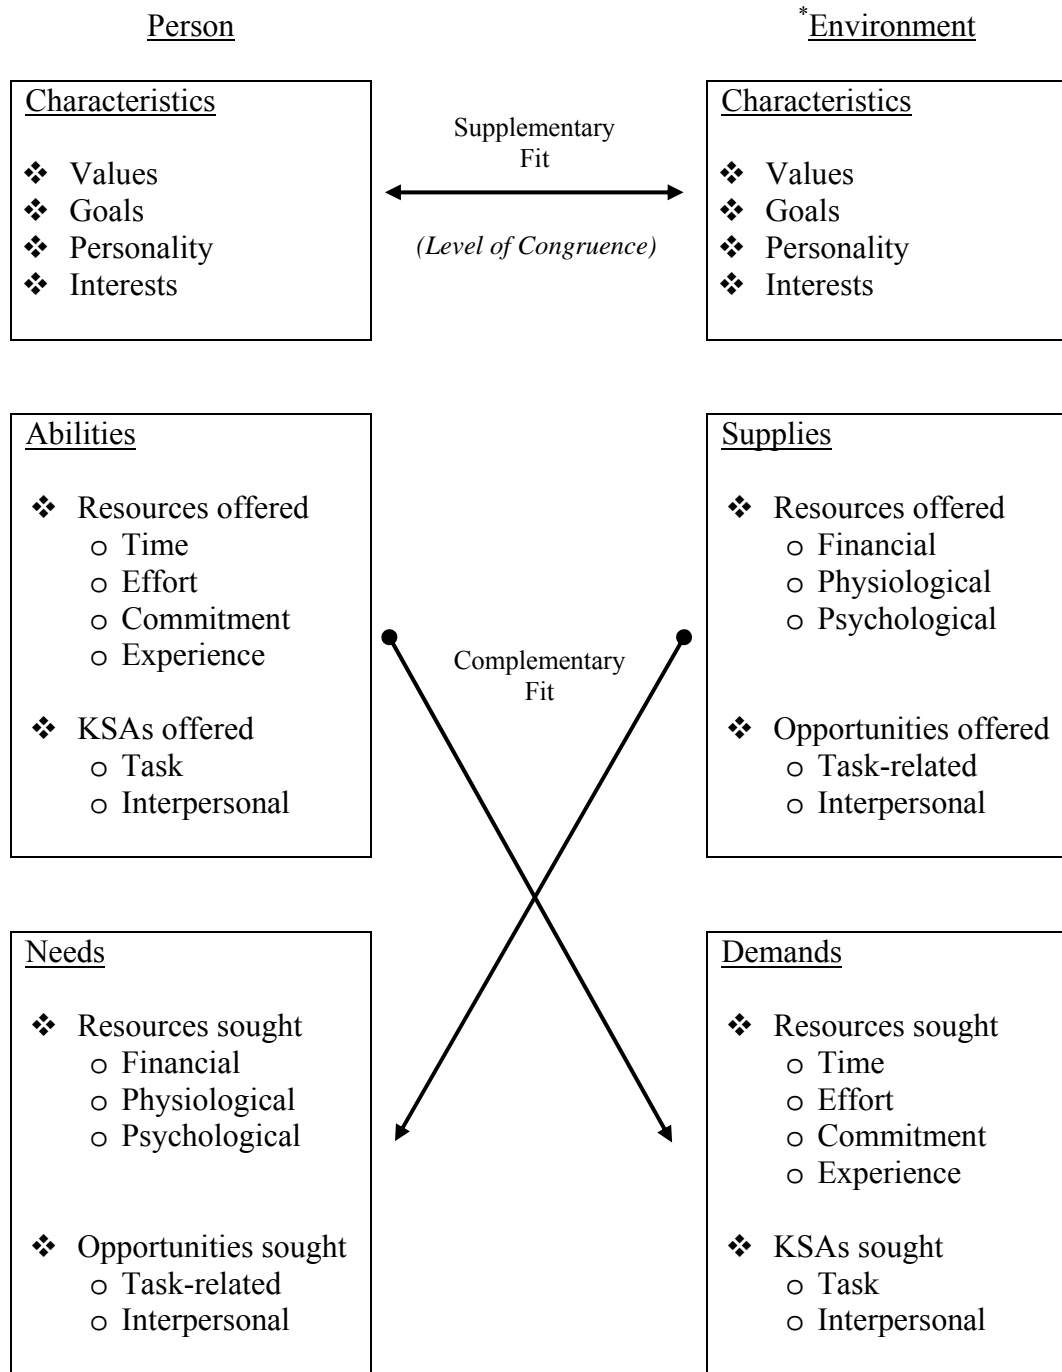 Person
*Environment
Characteristics
❖ Values
❖ Goals
❖ Personality
❖ Interests
Supplementary
Fit
(Level of Congruence)
Characteristics
❖ Values
❖ Goals
❖ Personality
❖ Interests
Abilities
❖ Resources offered
o Time
o Effort
o Commitment
o Experience
❖ KSAs offered
o Task
o Interpersonal
Complementary
Fit
Supplies
❖ Resources offered
o Financial
o Physiological
o Psychological
❖ Opportunities offered
o Task-related
o Interpersonal
Needs
❖ Resources sought
o Financial
o Physiological
o Psychological
❖ Opportunities sought
o Task-related
o Interpersonal
Demands
❖ Resources sought
o Time
o Effort
o Commitment
o Experience
❖ KSAs sought
o Task
o Interpersonal